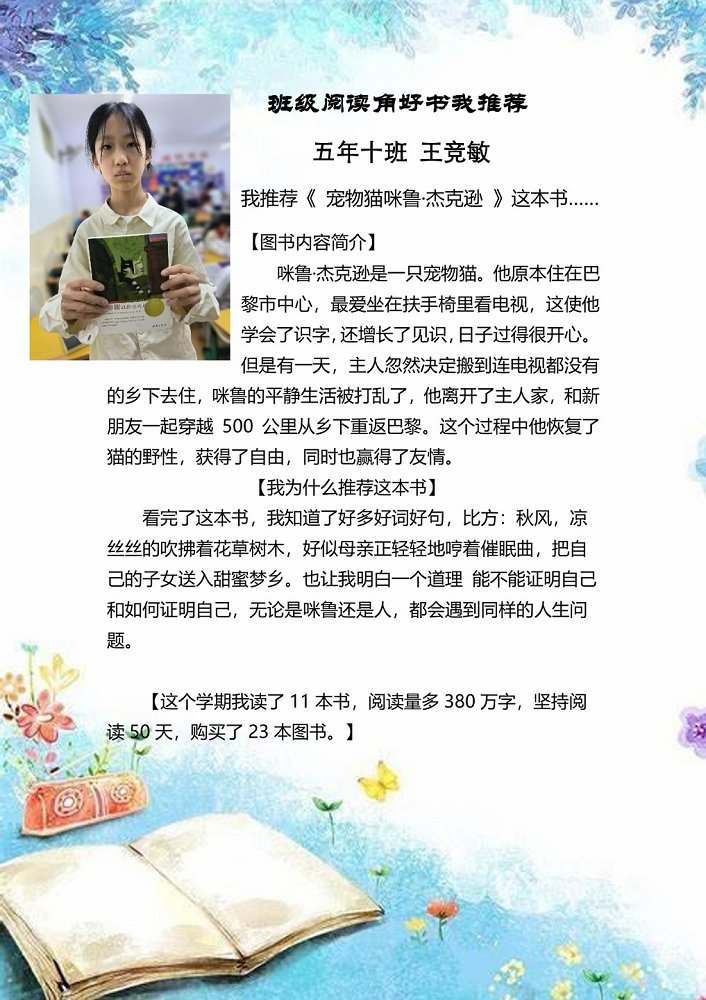 班级阅读角好书我推荐
五年十班 王竞敏
我推荐《 宠物猫咪鲁·杰克逊 》这本书……
【图书内容简介】
咪鲁·杰克逊是一只宠物猫。他原本住在巴
黎市中心，最爱坐在扶手椅里看电视，这使他
学会了识字，还增长了见识，日子过得很开心。
但是有一天，主人忽然决定搬到连电视都没有
的乡下去住，咪鲁的平静生活被打乱了，他离开了主人家，和新
朋友一起穿越 500 公里从乡下重返巴黎。这个过程中他恢复了
猫的野性，获得了自由，同时也赢得了友情。
【我为什么推荐这本书】
看完了这本书，我知道了好多好词好句，比方：秋风，凉
丝丝的吹拂着花草树木，好似母亲正轻轻地哼着催眠曲，把自
己的子女送入甜蜜梦乡。也让我明白一个道理 能不能证明自己
和如何证明自己，无论是咪鲁还是人，都会遇到同样的人生问
题。
【这个学期我读了 11 本书，阅读量多 380 万字，坚持阅
读 50 天，购买了 23 本图书。】